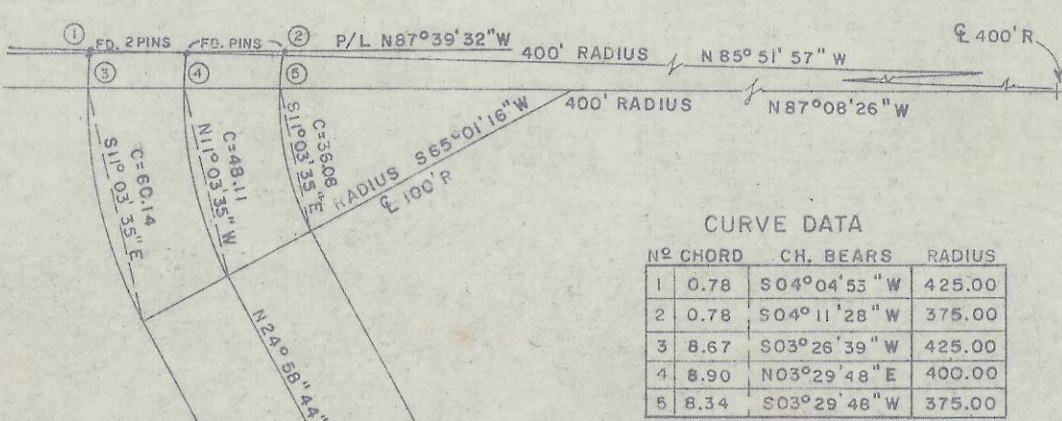 ① FD. 2 PINS FD. PINS ② P/L N87°39'32"W 400' RADIUS N 85° 51' 57" W ℄ 400' R
③ ④ ⑤ 400' RADIUS N87°08'26"W
C=60.14
S11° 03' 35" E
C=48.11
N11° 03' 35" W
C=36.08
S11° 03' 35" E
RADIUS S65°01'16"W
℄ 100' R
N24° 58" 44"
CURVE DATA
Nº CHORD CH. BEARS RADIUS
1 0.78 S04°04'53"W 425.00
2 0.78 S04°11'28"W 375.00
3 8.67 S03°26'39"W 425.00
4 8.90 N03°29'48"E 400.00
5 8.34 S03°29'48"W 375.00